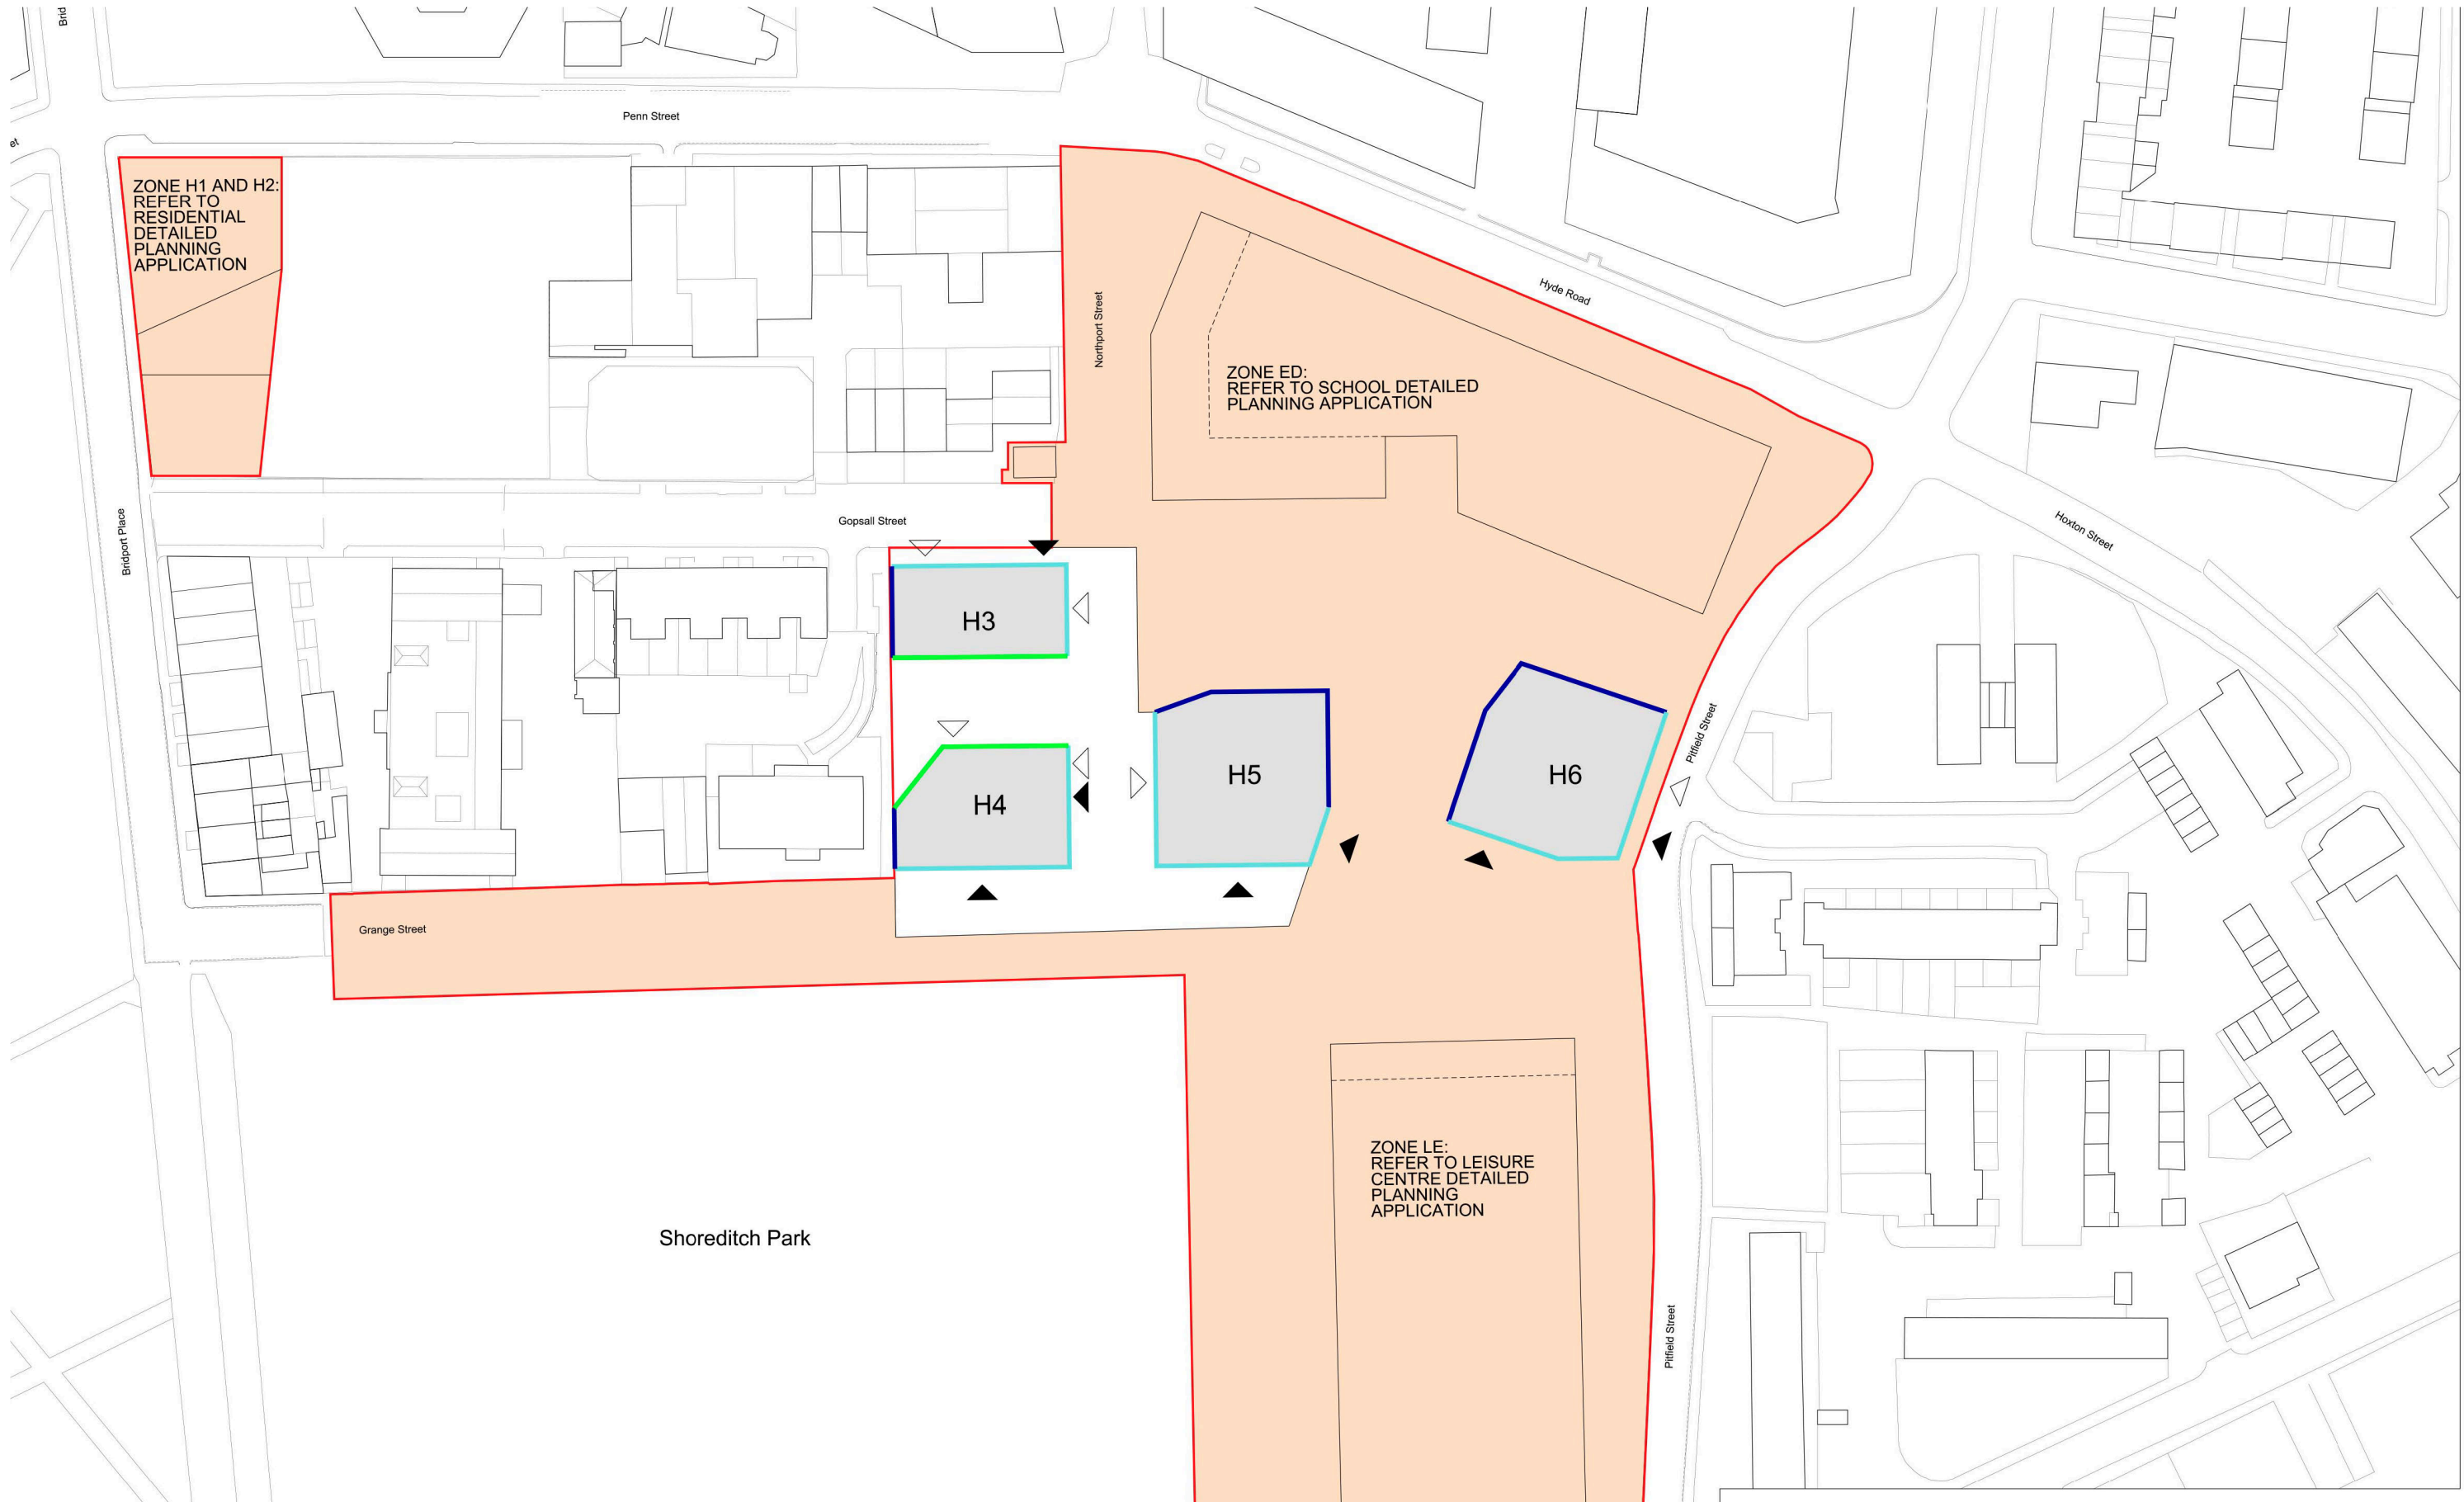 Brid
Penn Street
et
ZONE H1 AND H2:
REFER TO
RESIDENTIAL
DETAILED
PLANNING
APPLICATION
Hyde Road
Northport Street
ZONE ED:
REFER TO SCHOOL DETAILED
PLANNING APPLICATION
Gopsall Street
Bridport Place
Hoxton Street
H3
Pitfield Street
H5
H6
H4
Grange Street
ZONE LE:
REFER TO LEISURE
CENTRE DETAILED
PLANNING
APPLICATION
Shoreditch Park
Pitfield Street